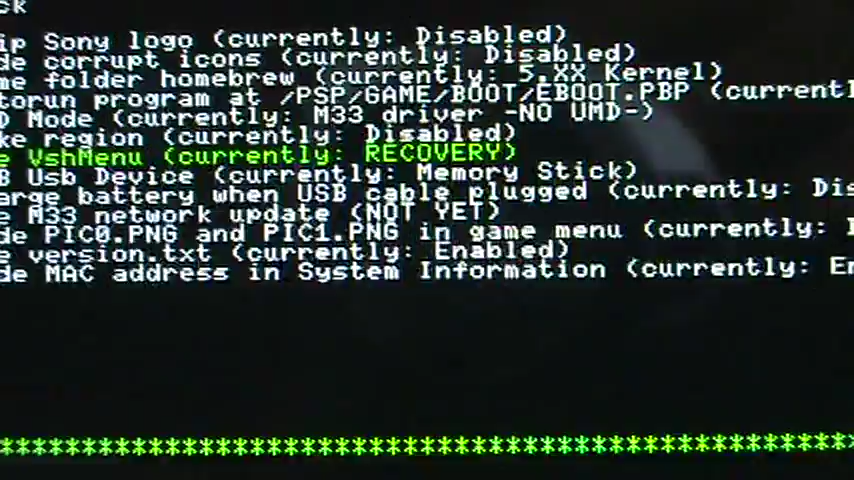 ck
ip Sony logo (currently: Disabled)
de corrupt icons (currently: Disabled)
me folder homebrew (currently: 5.XX Kernel)
torun program at /PSP/GAME/BOOT/EBOOT.PBP (currentl
D Mode (currently: M33 driver -NO UMD-)
ke region (currently: Disabled)
e VshMenu (currently: RECOVERY)
B Usb Device (currently: Memory Stick)
arge battery when USB cable plugged (currently: Dis
e M33 network update (NOT YET)
de PIC0.PNG and PIC1.PNG in game menu (currently:
e version.txt (currently: Enabled)
de MAC address in System Information (currently: En